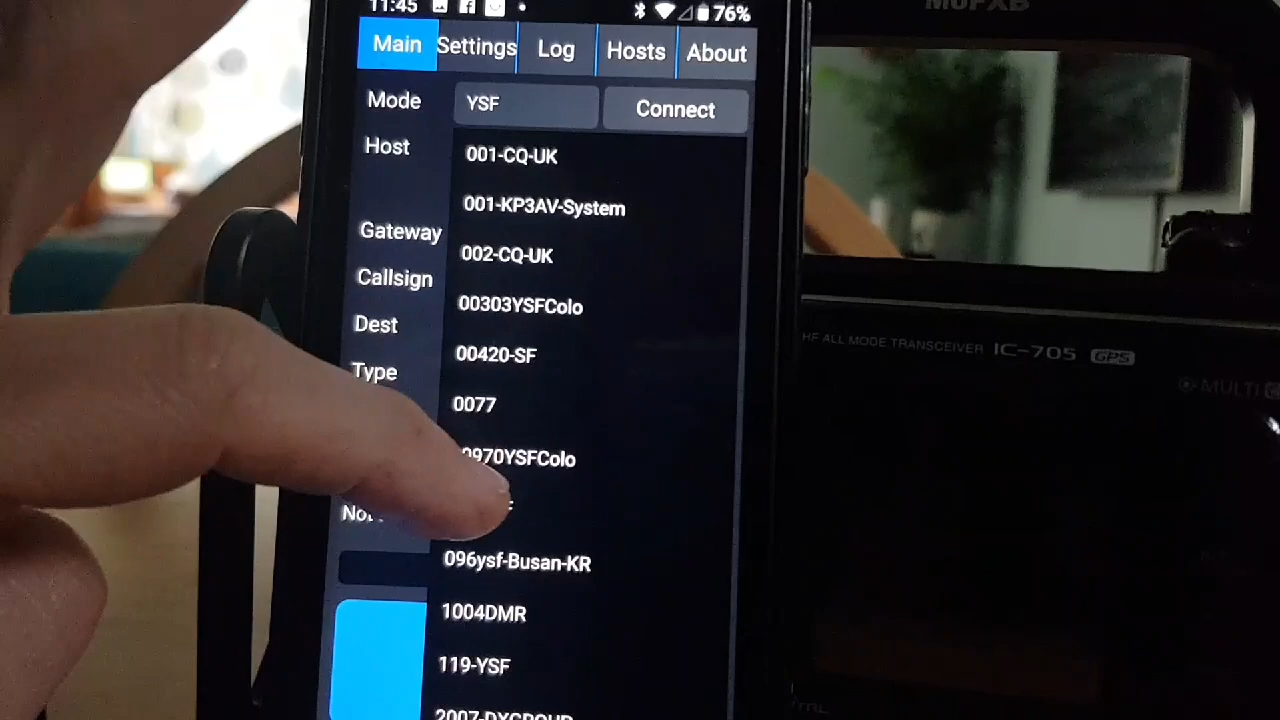 11:45 76%
Main Settings Log Hosts About
Mode YSF Connect
Host
001-CQ-UK
001-KP3AV-System
002-CQ-UK
00303YSFColo
00420-SF
0077
0970YSFColo
096ysf-Busan-KR
1004DMR
119-YSF
Gateway
Callsign
Dest
Type
HF ALL MODE TRANSCEIVER IC-705 GPS
MULTI